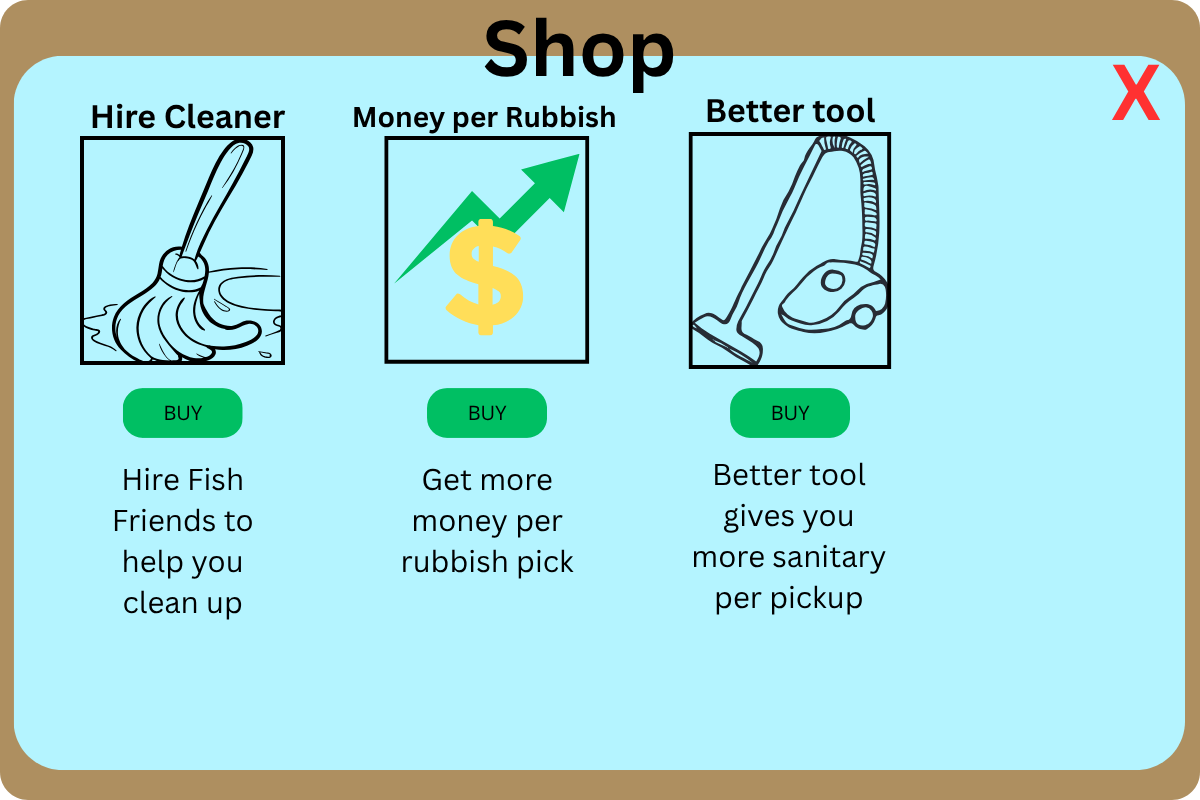 Shop
X
Hire Cleaner
Money per Rubbish
Better tool
$
BUY
BUY
BUY
Hire Fish
Friends to
help you
clean up
Get more
money per
rubbish pick
Better tool
gives you
more sanitary
per pickup